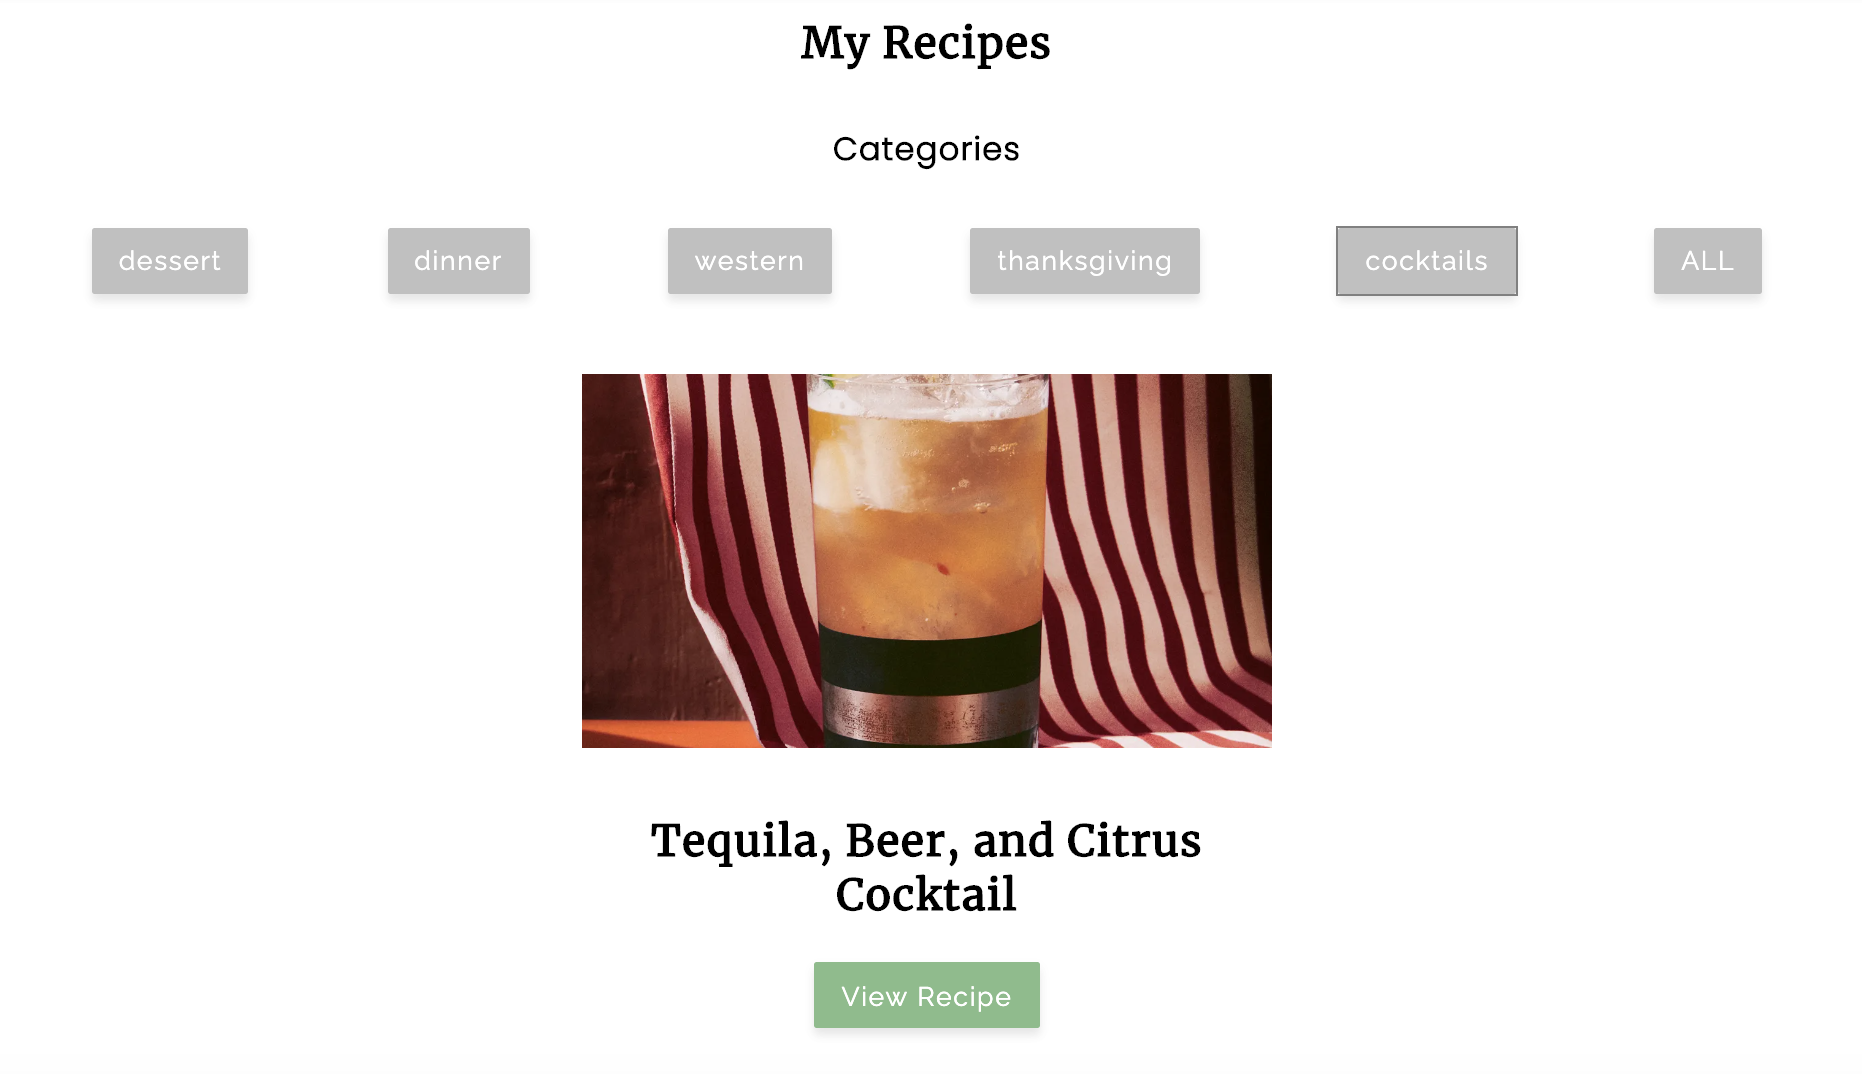 My Recipes
Categories
dessert
dinner
western
thanksgiving
cocktails
ALL
Tequila, Beer, and Citrus
Cocktail
View Recipe